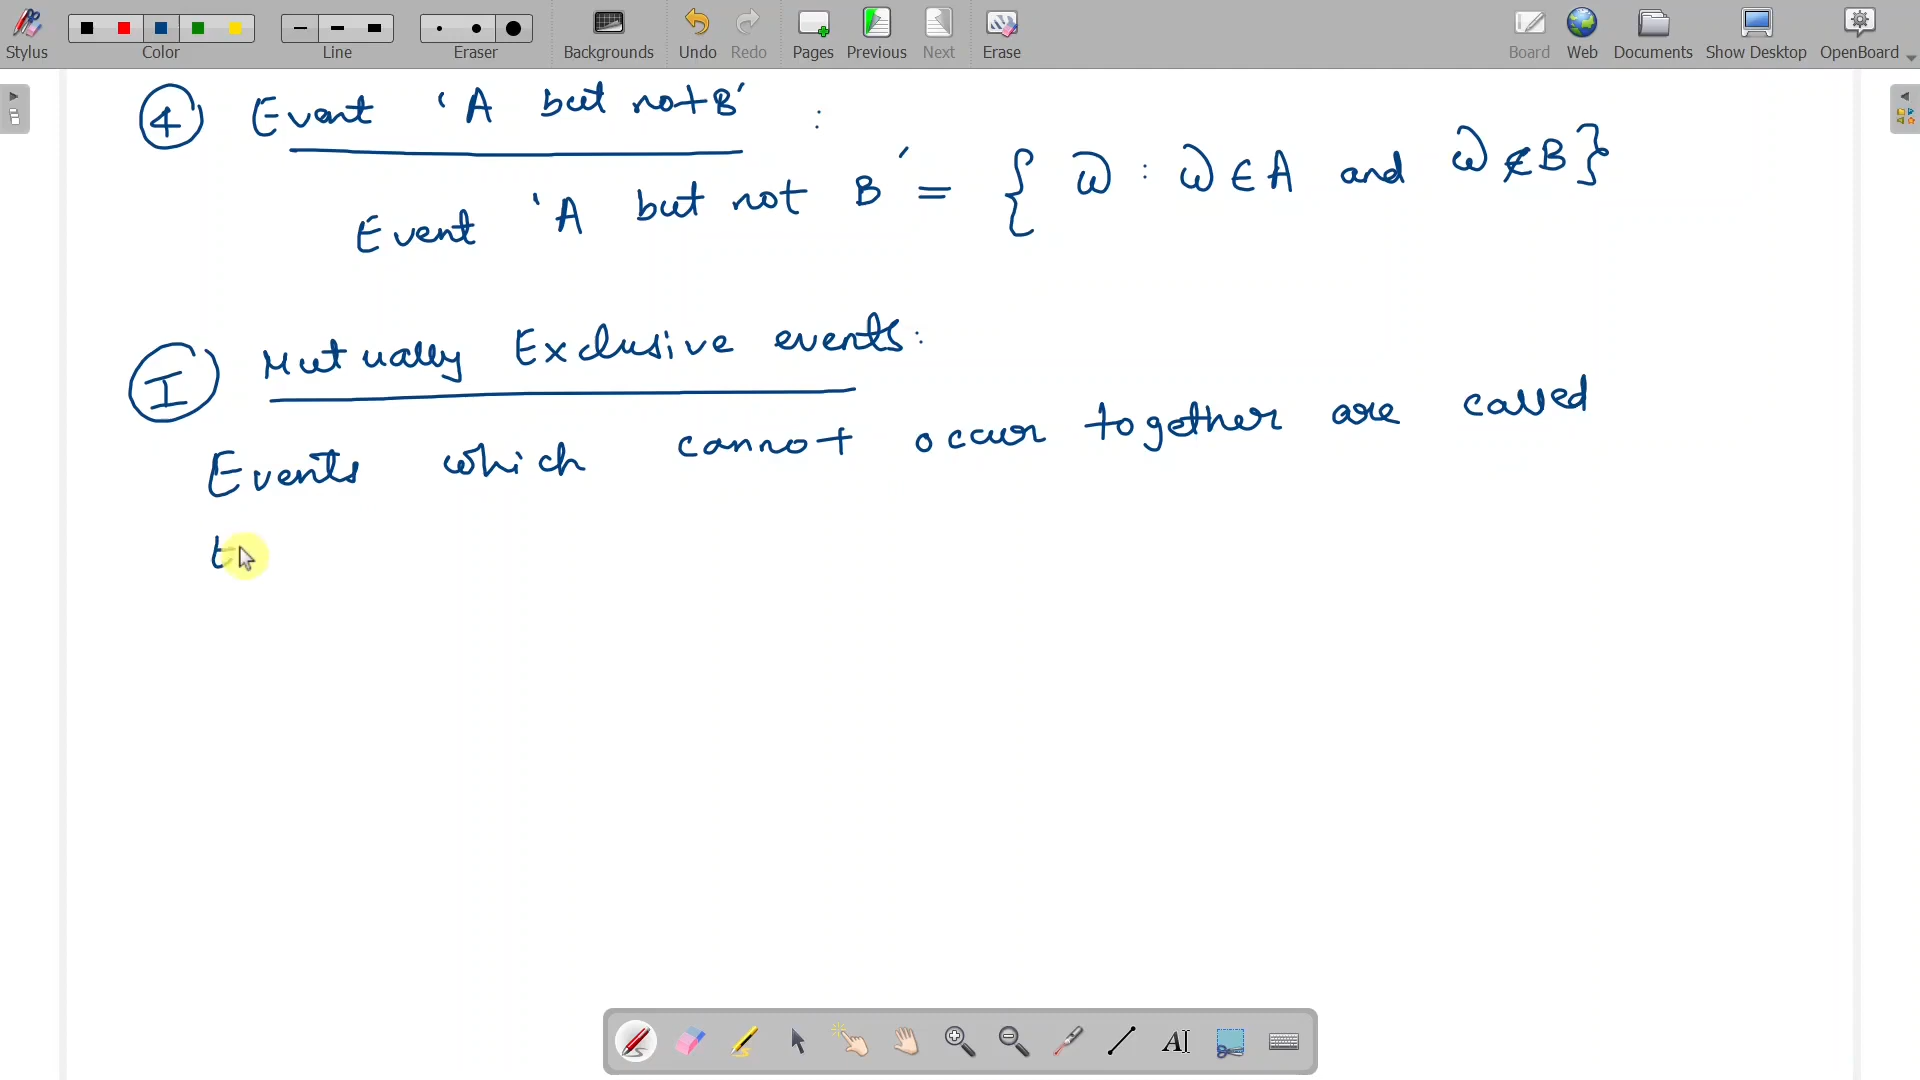 Stylus Color Line Eraser Backgrounds Undo Redo Pages Previous Next Erase Board Web Documents Show Desktop OpenBoard
④ Event 'A but not B' :
Event 'A but not B' = { ω : ω ∈ A and ω ∉ B }
Ⓘ Mutually Exclusive events:
Events which cannot occur together are called
t